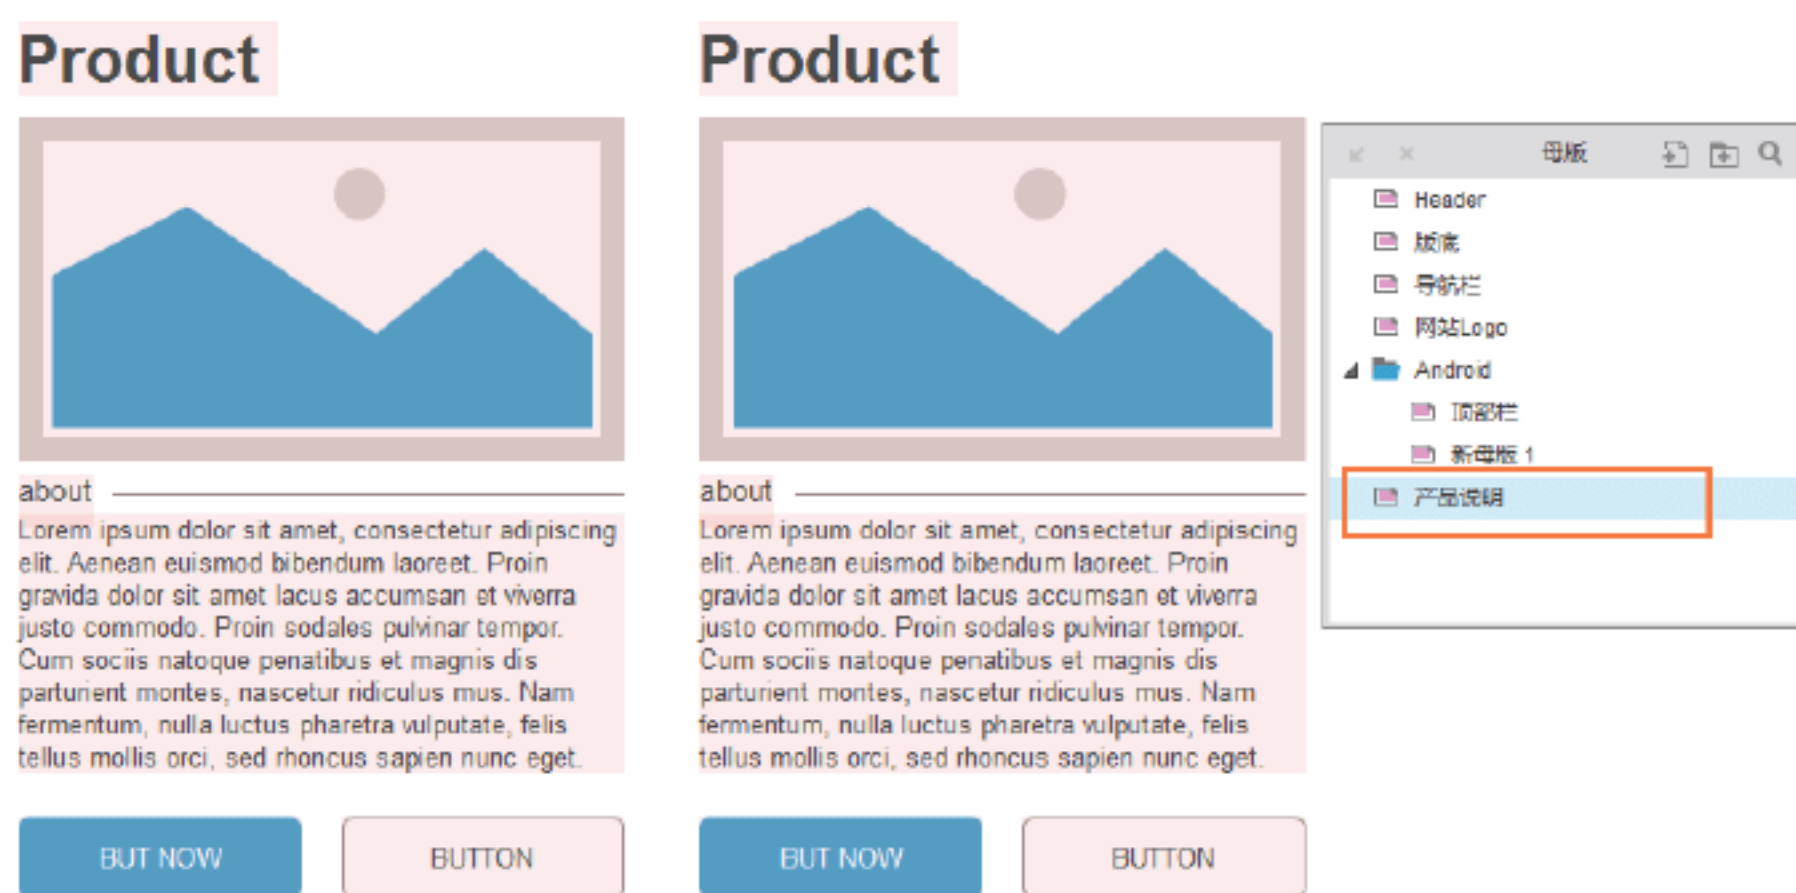 Product
about
Lorem ipsum dolor sit amet, consectetur adipiscing
elit. Aenean euismod bibendum laoreet. Proin
gravida dolor sit amet lacus accumsan et viverra
justo commodo. Proin sodales pulvinar tempor.
Cum sociis natoque penatibus et magnis dis
parturient montes, nascetur ridiculus mus. Nam
fermentum, nulla luctus pharetra vulputate, felis
tellus mollis orci, sed rhoncus sapien nunc eget.
BUT NOW
BUTTON
Product
about
Lorem ipsum dolor sit amet, consectetur adipiscing
elit. Aenean euismod bibendum laoreet. Proin
gravida dolor sit amet lacus accumsan et viverra
justo commodo. Proin sodales pulvinar tempor.
Cum sociis natoque penatibus et magnis dis
parturient montes, nascetur ridiculus mus. Nam
fermentum, nulla luctus pharetra vulputate, felis
tellus mollis orci, sed rhoncus sapien nunc eget.
BUT NOW
BUTTON
母版
Header
版底
导航栏
网站Logo
Android
顶部栏
新母版 1
产品说明